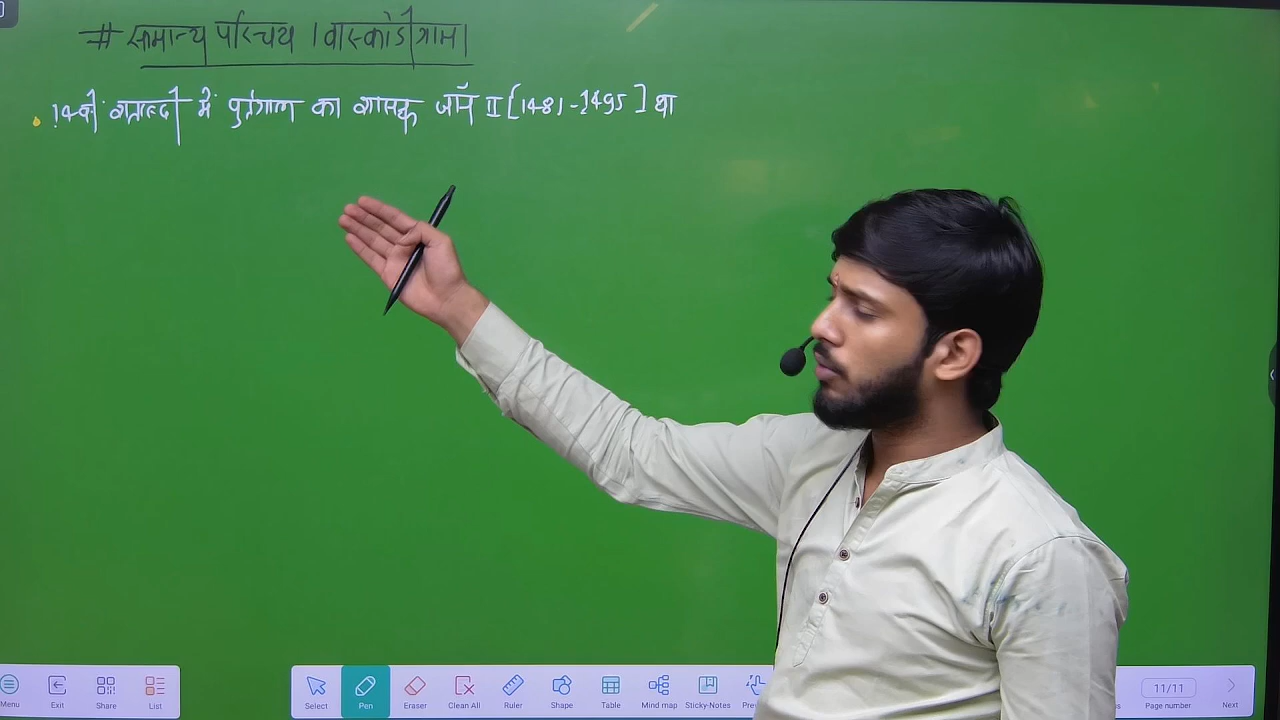 # सामान्य परिचय । वास्कोडीगामा
14वीं शताब्दी में पुर्तगाल का शासक जॉन II [1481-1495] था
Menu Exit Share List Select Pen Eraser Clean All Ruler Shape Table Mind map Sticky-Notes 11/11 Page number Next